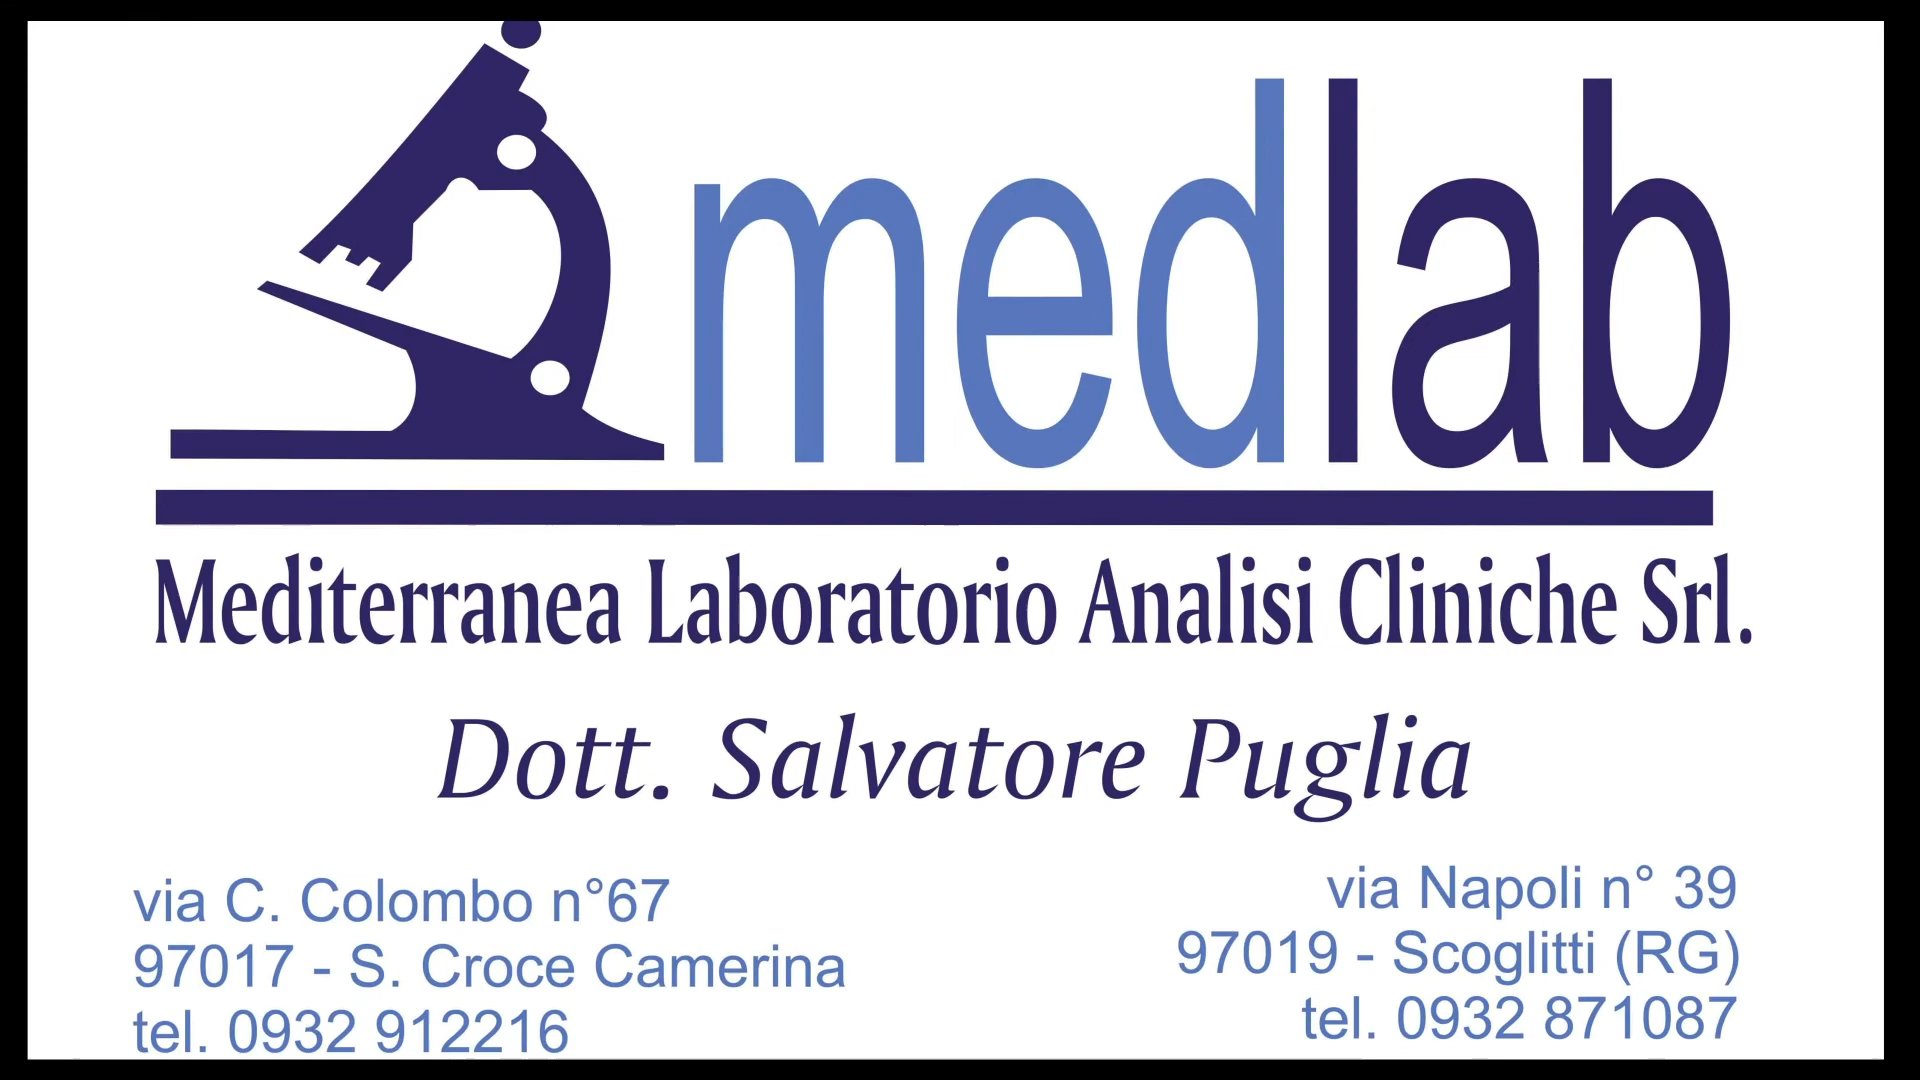 medlab
Mediterranea Laboratorio Analisi Cliniche Srl.
Dott. Salvatore Puglia
via C. Colombo n°67
97017 - S. Croce Camerina
tel. 0932 912216
via Napoli n° 39
97019 - Scoglitti (RG)
tel. 0932 871087